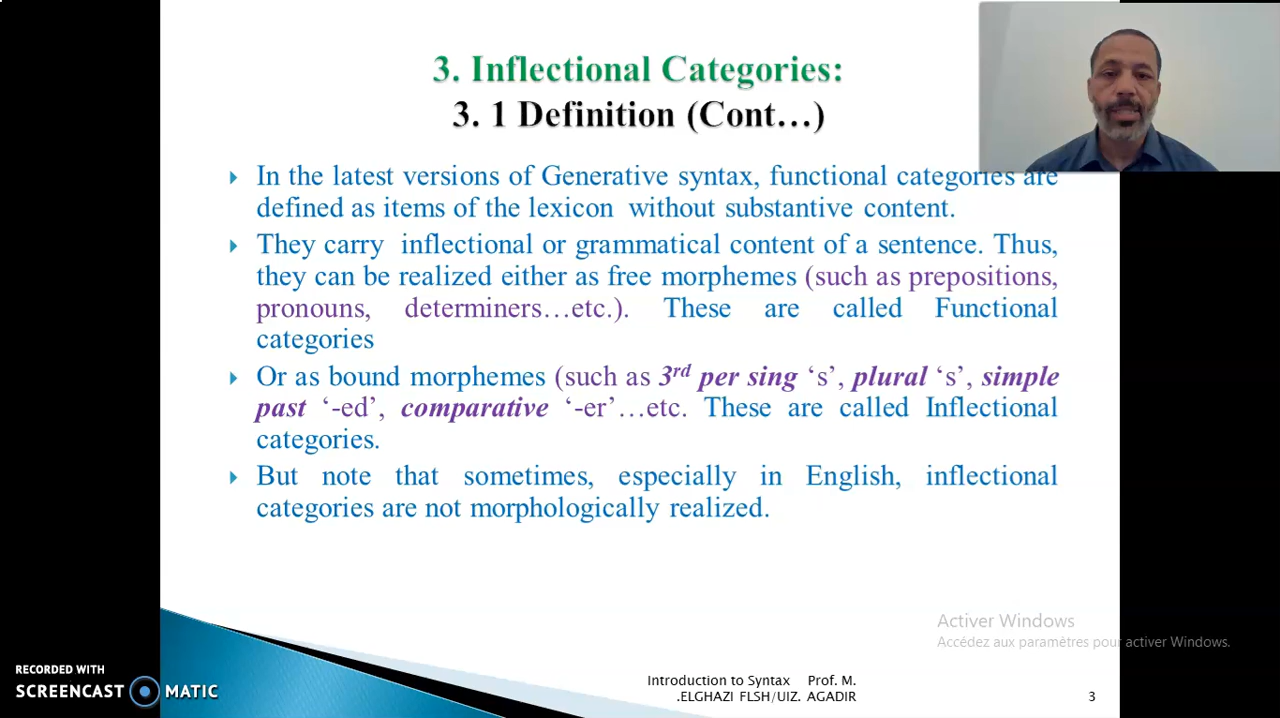 3. Inflectional Categories:
3. 1 Definition (Cont…)
In the latest versions of Generative syntax, functional categories are
defined as items of the lexicon without substantive content.
They carry inflectional or grammatical content of a sentence. Thus,
they can be realized either as free morphemes (such as prepositions,
pronouns, determiners…etc.). These are called Functional
categories
Or as bound morphemes (such as 3rd per sing ‘s’, plural ‘s’, simple
past ‘-ed’, comparative ‘-er’…etc. These are called Inflectional
categories.
But note that sometimes, especially in English, inflectional
categories are not morphologically realized.
Activer Windows
Accédez aux paramètres pour activer Windows.
RECORDED WITH
SCREENCAST MATIC
Introduction to Syntax Prof. M.
.ELGHAZI FLSH/UIZ. AGADIR
3